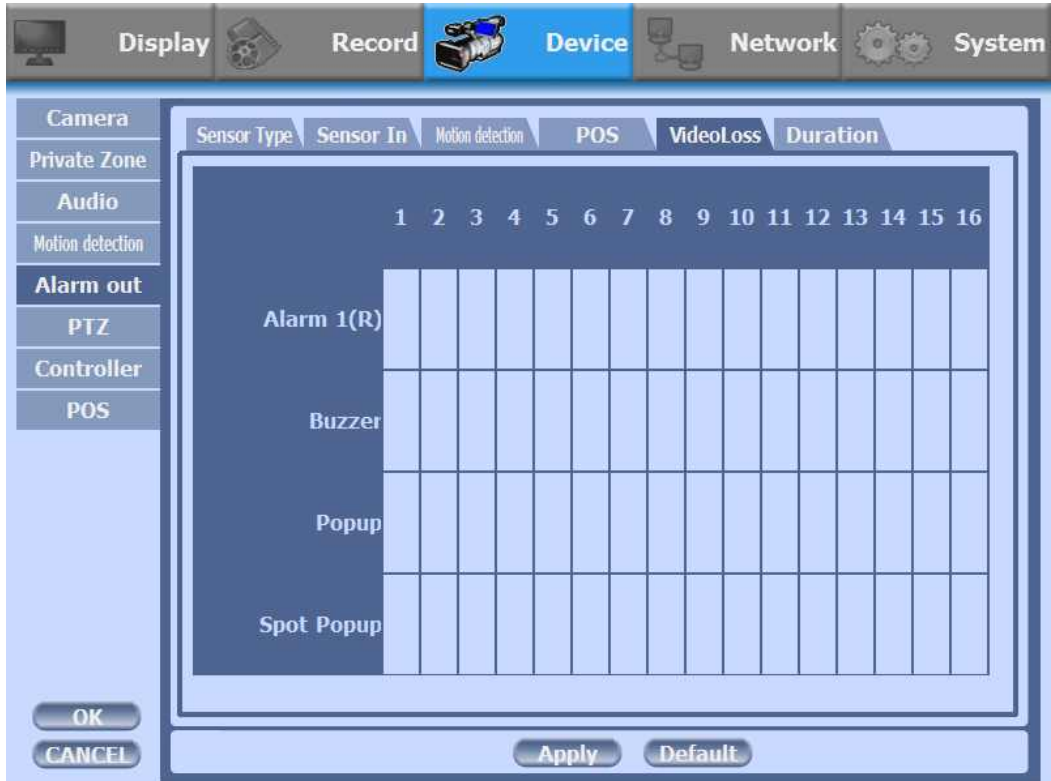 Display Record Device Network System
Camera
Private Zone
Audio
Motion detection
Alarm out
PTZ
Controller
POS
OK
CANCEL
Sensor Type Sensor In Motion detection POS VideoLoss Duration
1 2 3 4 5 6 7 8 9 10 11 12 13 14 15 16
Alarm 1(R)
Buzzer
Popup
Spot Popup
Apply Default